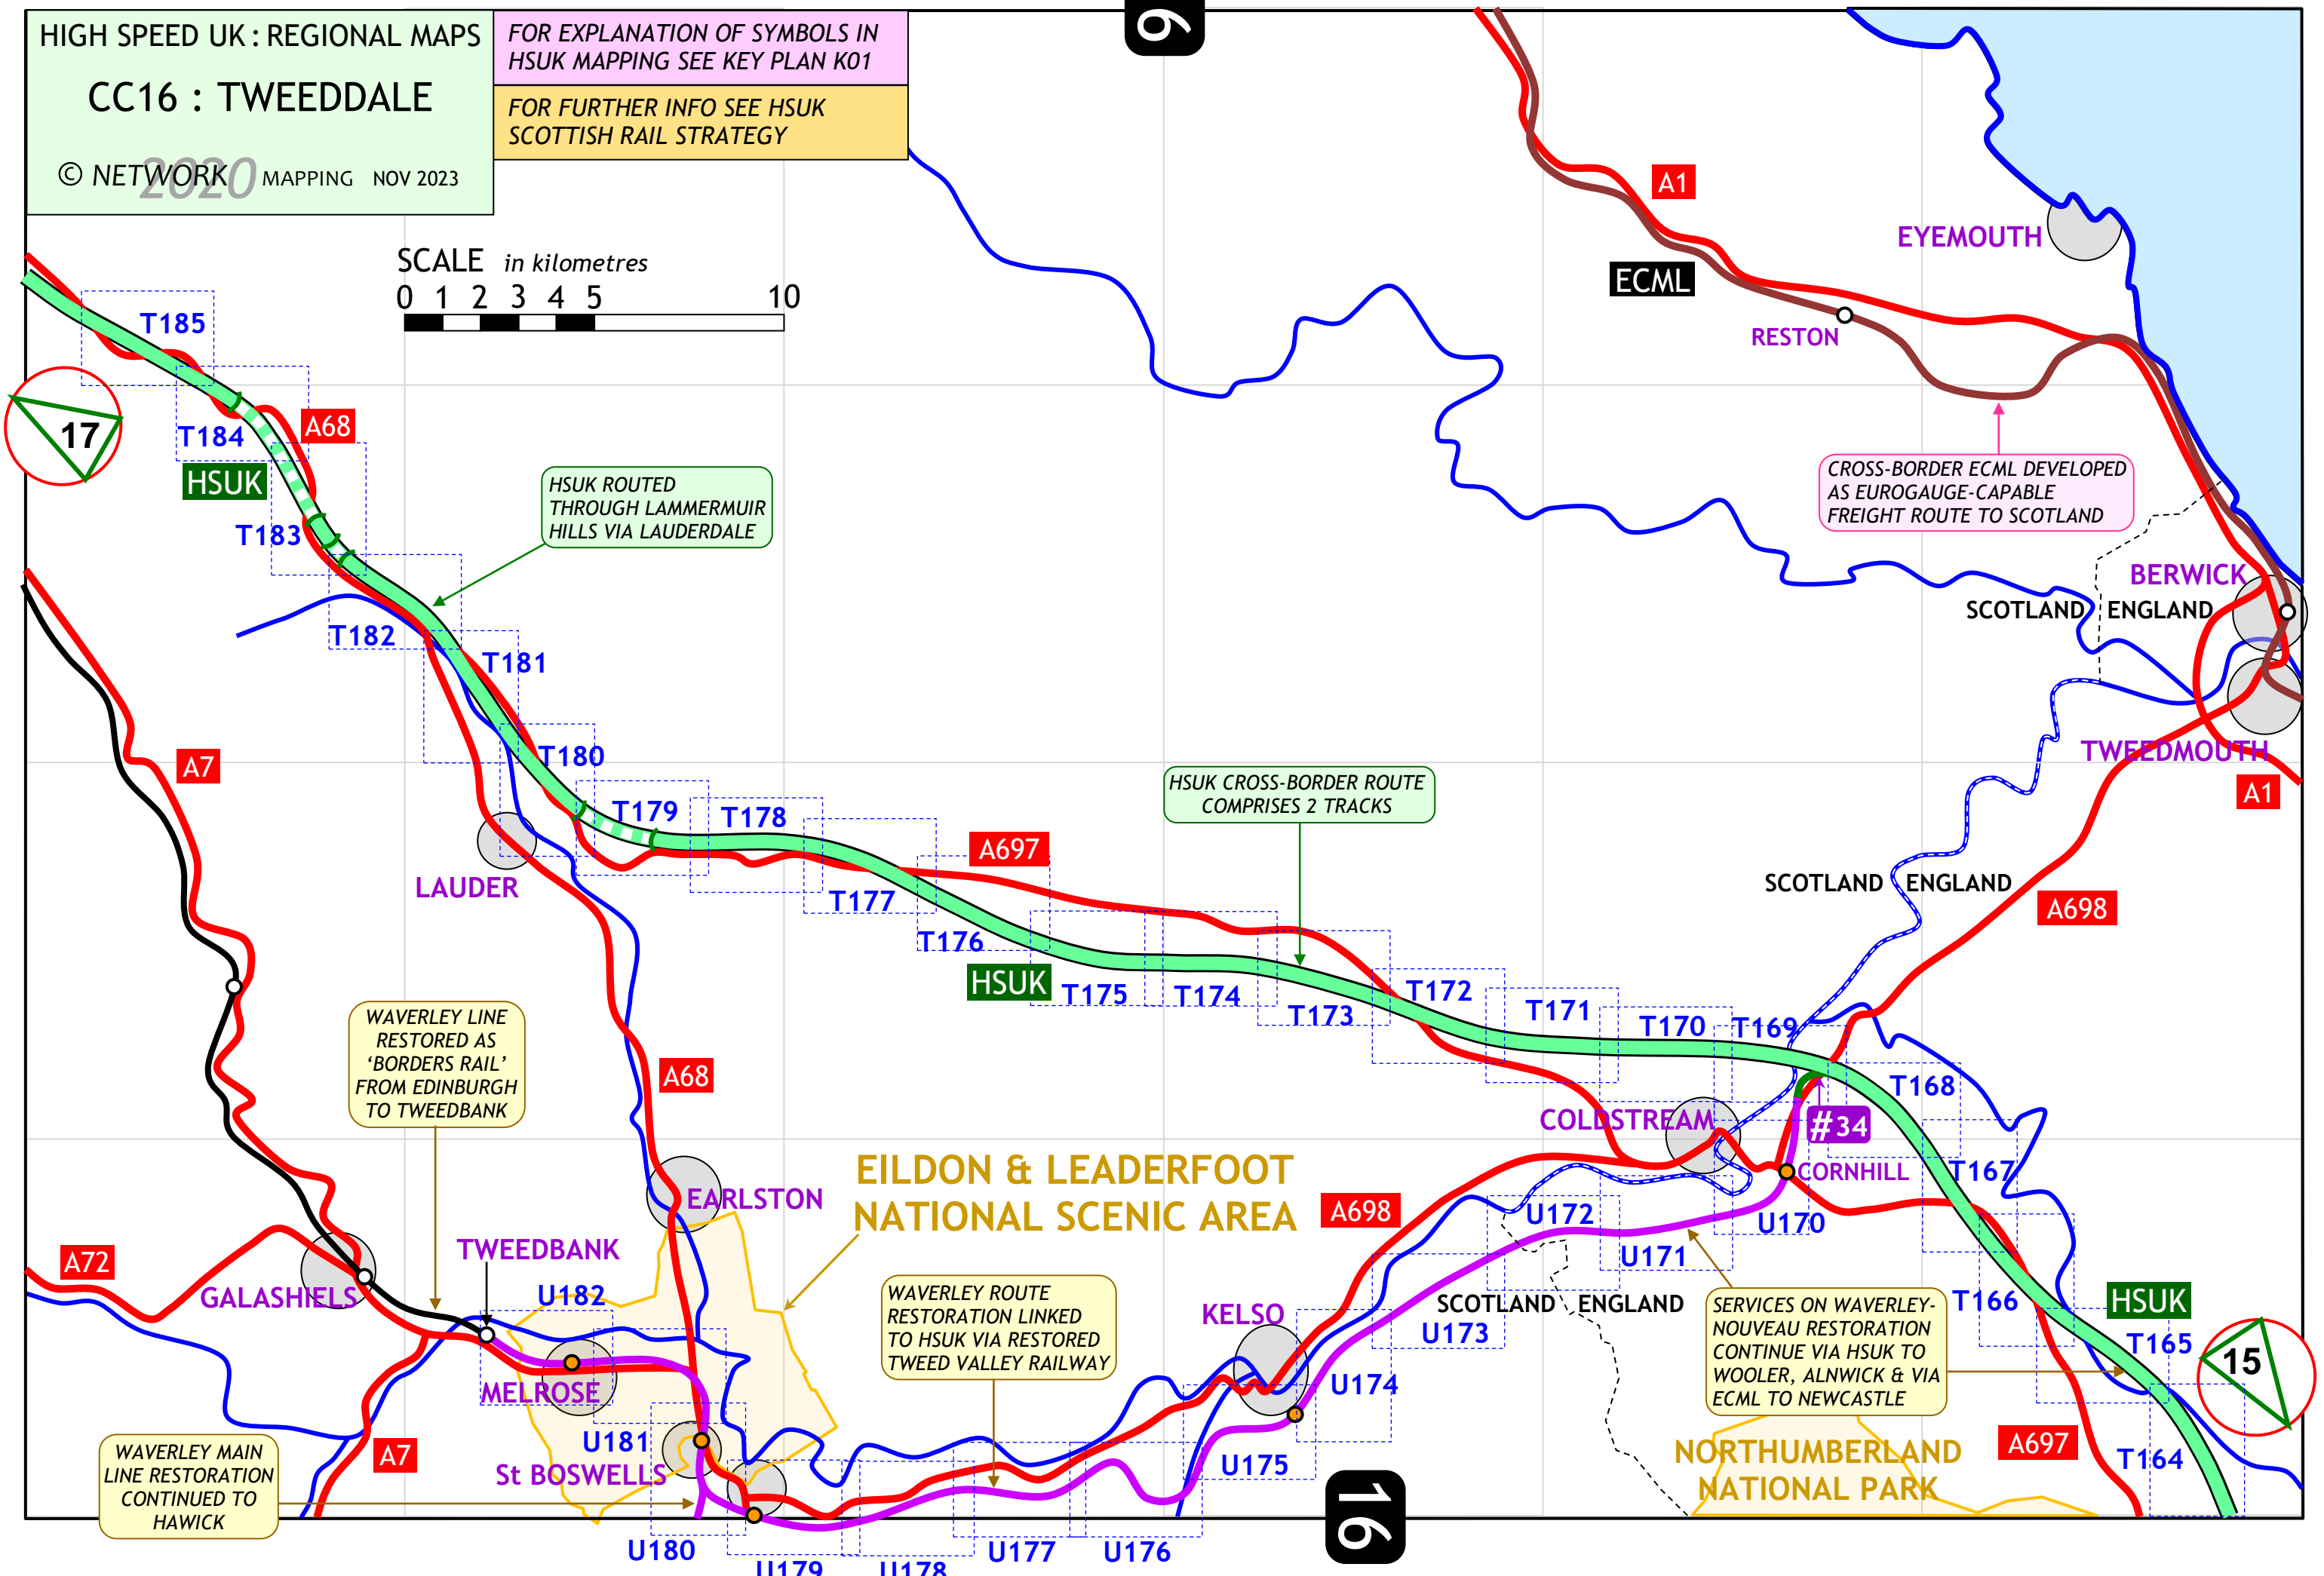 HIGH SPEED UK : REGIONAL MAPS
CC16 : TWEEDDALE
© NETWORK 2020 MAPPING NOV 2023
FOR EXPLANATION OF SYMBOLS IN
HSUK MAPPING SEE KEY PLAN K01
FOR FURTHER INFO SEE HSUK
SCOTTISH RAIL STRATEGY
9
SCALE in kilometres
0 1 2 3 4 5 10
A1
EYEMOUTH
ECML
RESTON
T185
17
T184
A68
HSUK
T183
HSUK ROUTED
THROUGH LAMMERMUIR
HILLS VIA LAUDERDALE
CROSS-BORDER ECML DEVELOPED
AS EUROGAUGE-CAPABLE
FREIGHT ROUTE TO SCOTLAND
BERWICK
SCOTLAND ENGLAND
T182
T181
TWEEDMOUTH
A1
A7
T180
T179
T178
HSUK CROSS-BORDER ROUTE
COMPRISES 2 TRACKS
A697
LAUDER
T177
SCOTLAND ENGLAND
A698
T176
HSUK
T175
T174
T173
T172
T171
T170
T169
WAVERLEY LINE
RESTORED AS
‘BORDERS RAIL’
FROM EDINBURGH
TO TWEEDBANK
A68
T168
COLDSTREAM
#34
CORNHILL
T167
EILDON & LEADERFOOT
NATIONAL SCENIC AREA
EARLSTON
A698
U172
U170
U171
TWEEDBANK
A72
GALASHIELS
U182
WAVERLEY ROUTE
RESTORATION LINKED
TO HSUK VIA RESTORED
TWEED VALLEY RAILWAY
KELSO
SCOTLAND ENGLAND
U173
SERVICES ON WAVERLEY-
NOUVEAU RESTORATION
CONTINUE VIA HSUK TO
WOOLER, ALNWICK & VIA
ECML TO NEWCASTLE
T166
HSUK
T165
15
MELROSE
U174
U181
St BOSWELLS
A7
WAVERLEY MAIN
LINE RESTORATION
CONTINUED TO
HAWICK
U175
NORTHUMBERLAND
NATIONAL PARK
A697
T164
16
U180
U179
U178
U177
U176